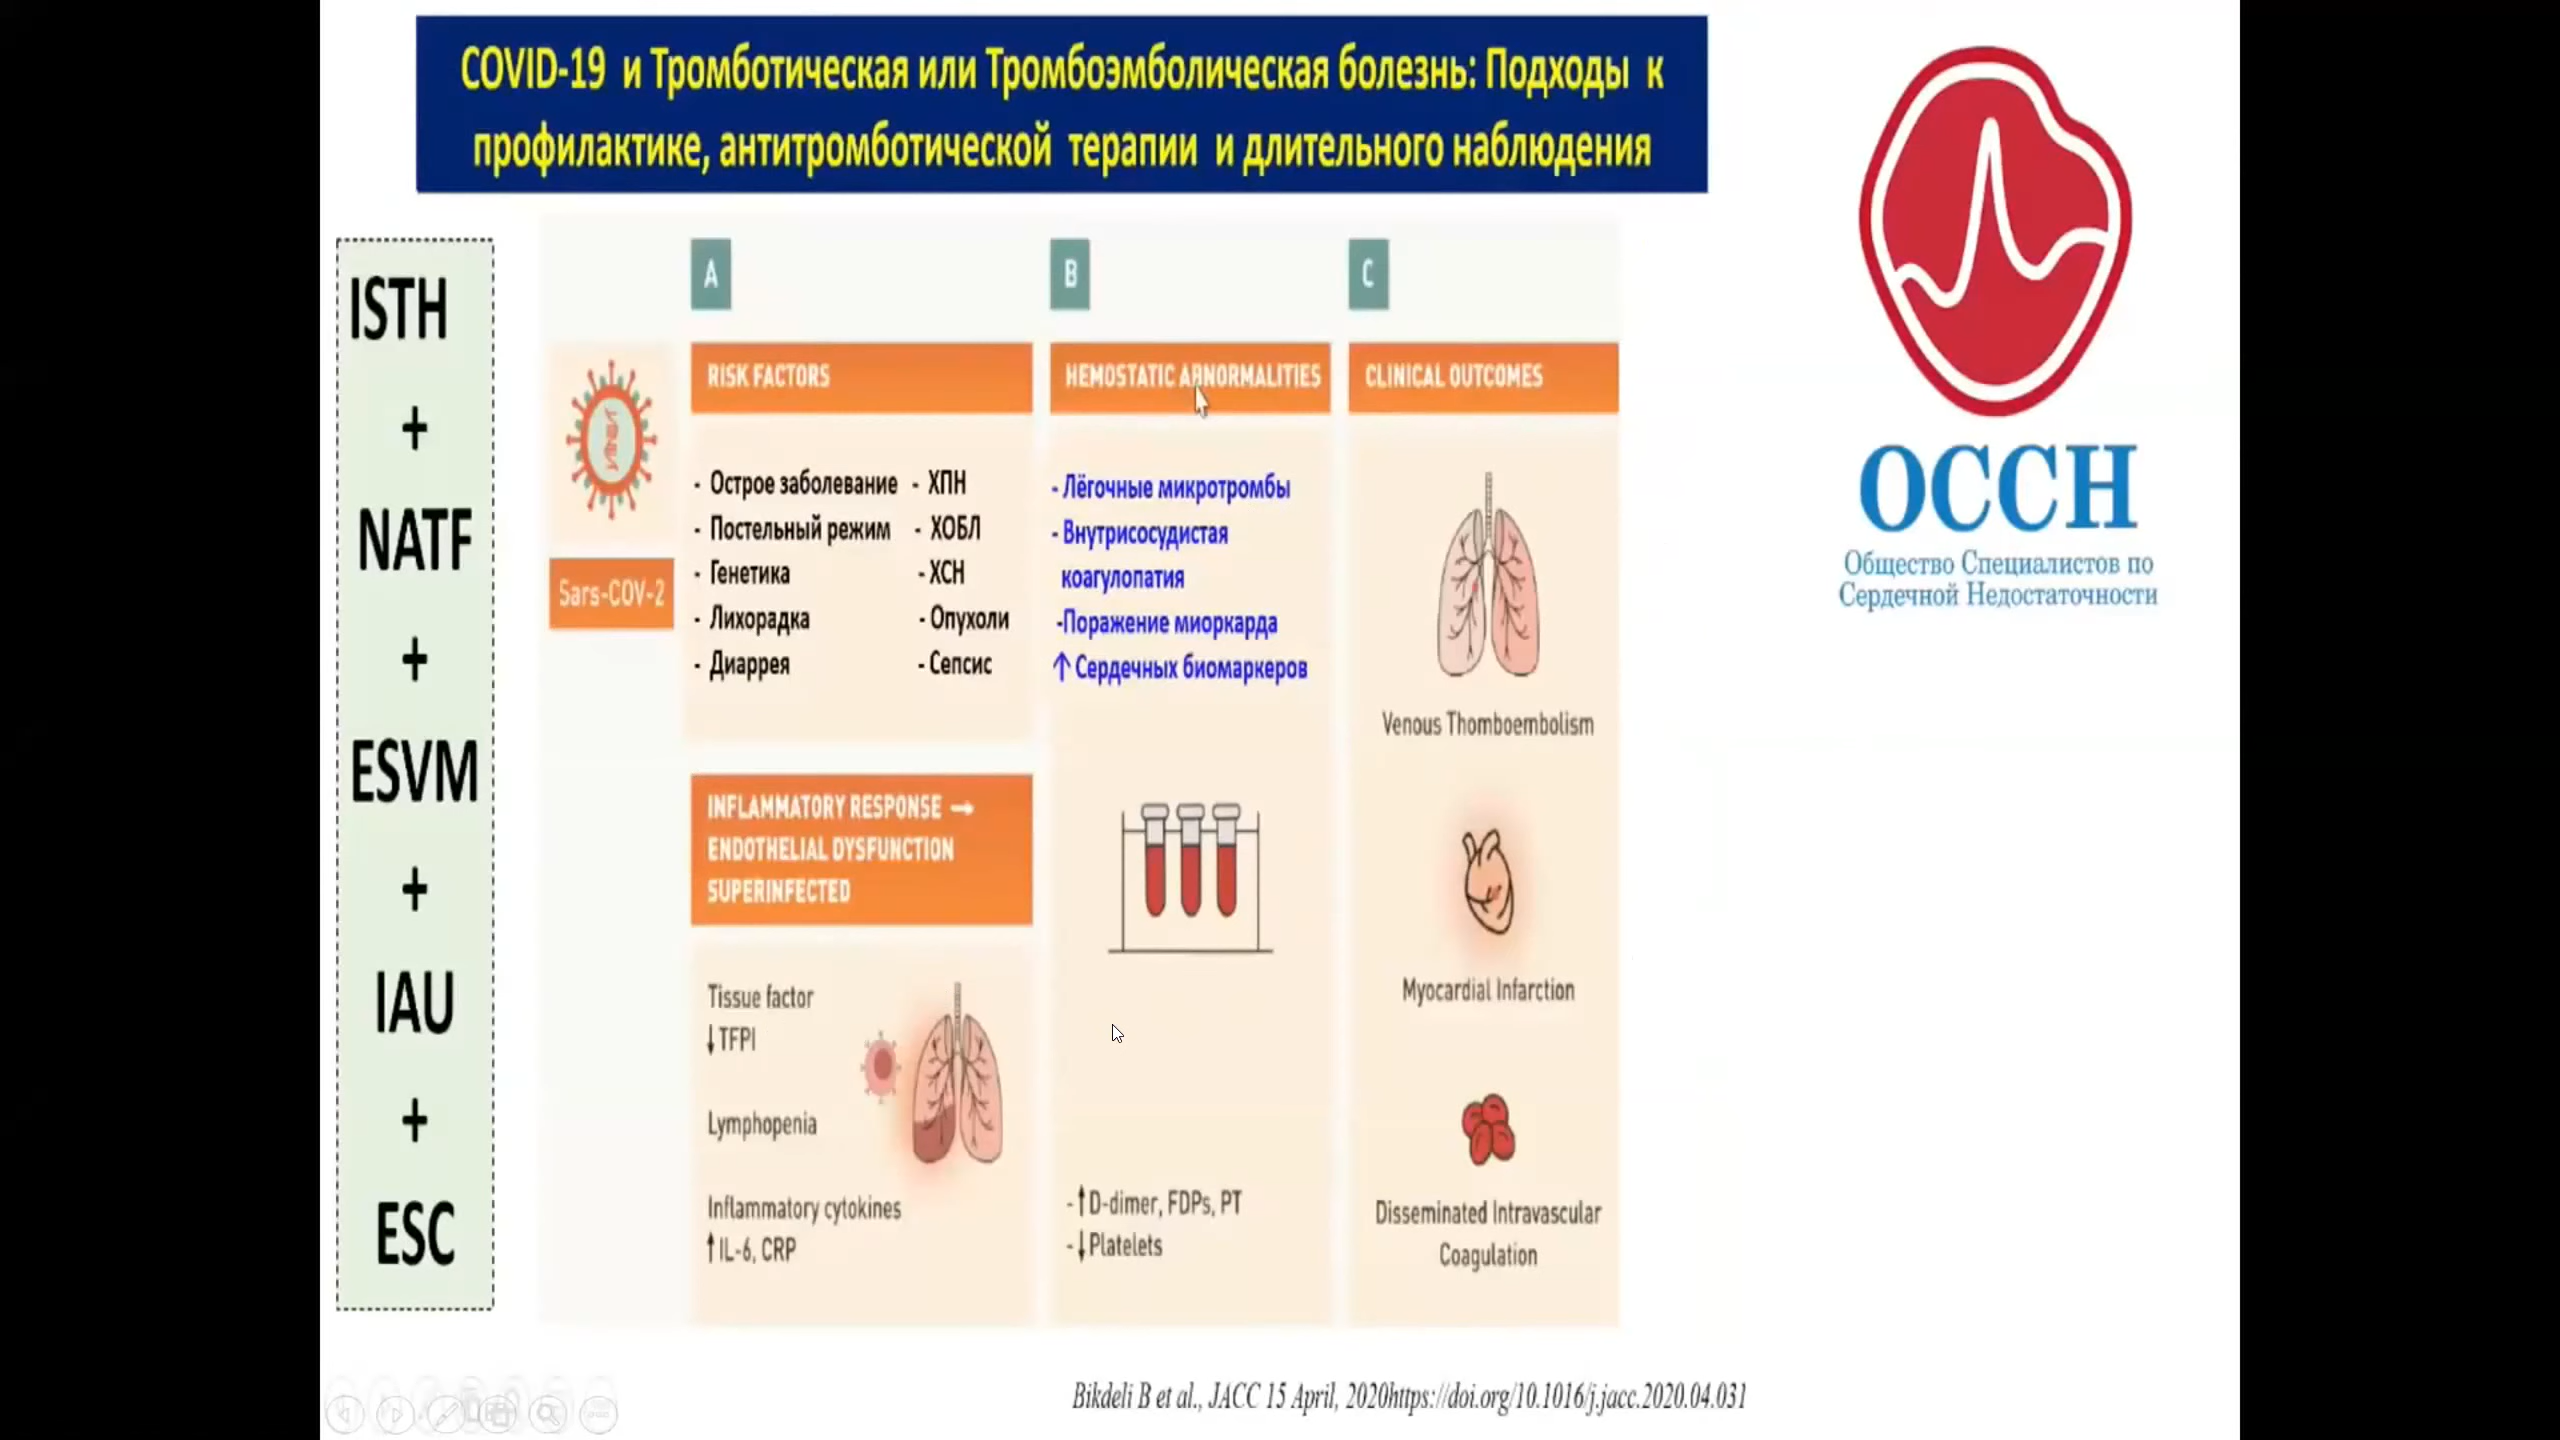 COVID-19 и Тромботическая или Тромбоэмболическая болезнь: Подходы к
профилактике, антитромботической терапии и длительного наблюдения
ISTH
+
NATF
+
ESVM
+
IAU
+
ESC
Sars-COV-2
A
RISK FACTORS
- Острое заболевание - ХПН
- Постельный режим - ХОБЛ
- Генетика - ХСН
- Лихорадка - Опухоли
- Диаррея - Сепсис
INFLAMMATORY RESPONSE →
ENDOTHELIAL DYSFUNCTION
SUPERINFECTED
Tissue factor
↓ TFPI
Lymphopenia
Inflammatory cytokines
↑ IL-6, CRP
B
HEMOSTATIC ABNORMALITIES
- Лёгочные микротромбы
- Внутрисосудистая
коагулопатия
-Поражение миоркарда
↑ Сердечных биомаркеров
- ↑ D-dimer, FDPs, PT
- ↓ Platelets
C
CLINICAL OUTCOMES
Venous Thomboembolism
Myocardial Infarction
Disseminated Intravascular
Coagulation
ОССН
Общество Специалистов по
Сердечной Недостаточности
Bikdeli B et al., JACC 15 April, 2020https://doi.org/10.1016/j.jacc.2020.04.031